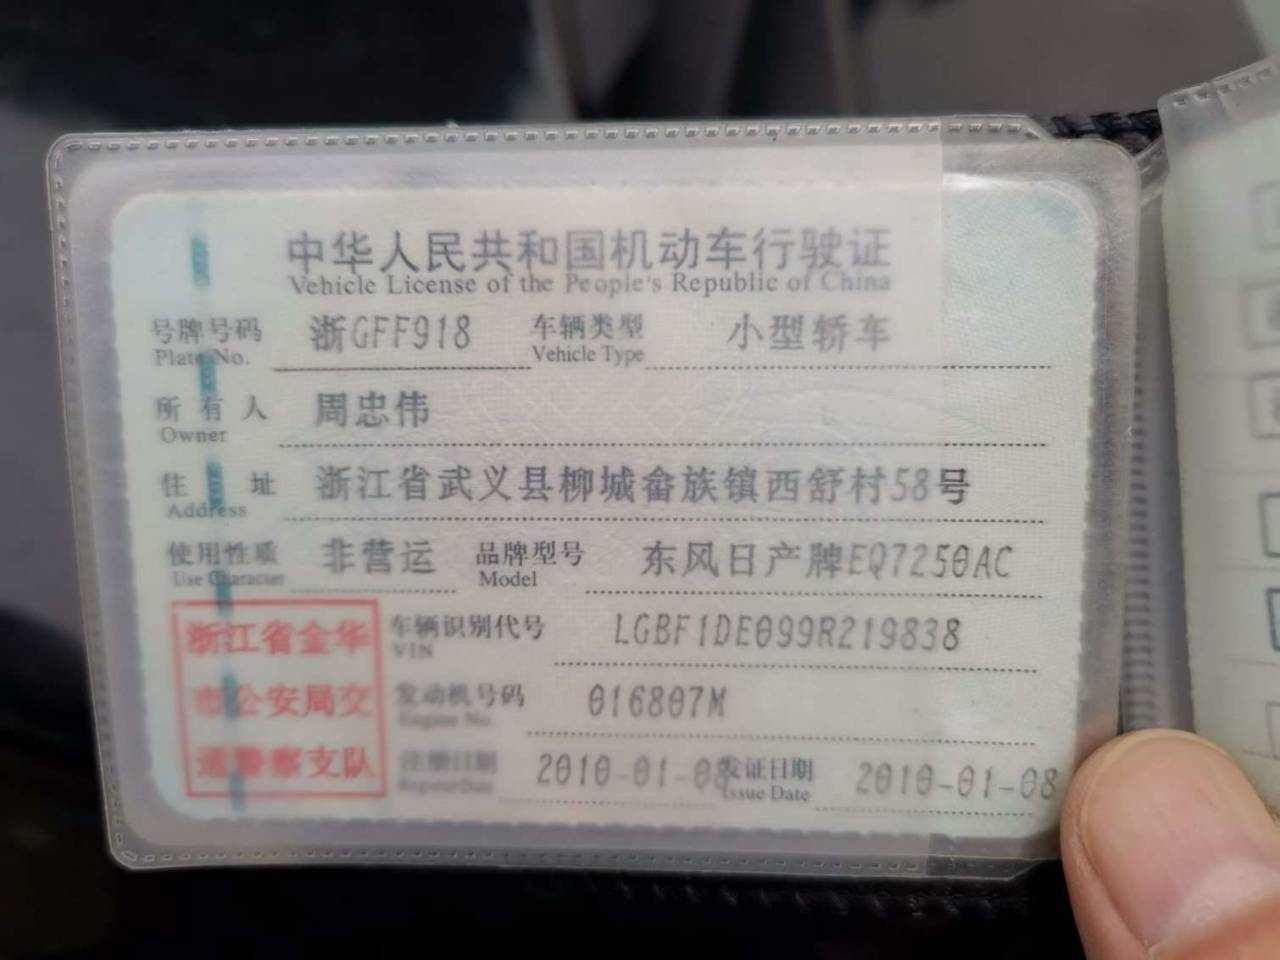 中华人民共和国机动车行驶证
Vehicle License of the People's Republic of China
号牌号码 浙GFF918 车辆类型 小型轿车
Plate No. Vehicle Type
所有人 周忠伟
Owner
住址 浙江省武义县柳城畲族镇西舒村58号
Address
使用性质 非营运 品牌型号 东风日产牌EQ7250AC
Use Character Model
浙江省金华 车辆识别代号 LGBF1DE099R219838
VIN
市公安局交 发动机号码 016807M
Engine No.
通警察支队 注册日期 2010-01-08 发证日期 2010-01-08
Register Date Issue Date